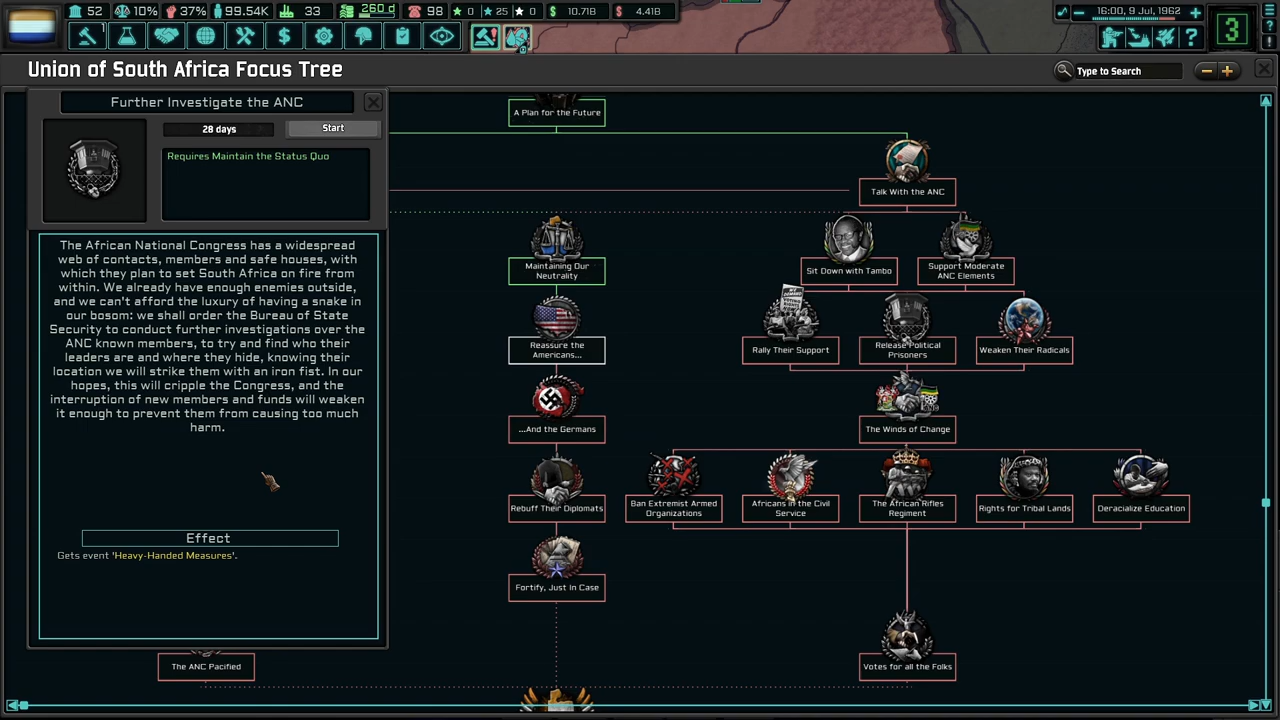 52 10% 37% 99.54K 33 260 d 98 0 25 0 $ 10.71B $ 4.41B
16:00, 9 Jul, 1962
3
Union of South Africa Focus Tree
Type to Search
Further Investigate the ANC
28 days
Start
Requires Maintain the Status Quo
The African National Congress has a widespread
web of contacts, members and safe houses, with
which they plan to set South Africa on fire from
within. We already have enough enemies outside,
and we can't afford the luxury of having a snake in
our bosom: we shall order the Bureau of State
Security to conduct further investigations over the
ANC known members, to try and find who their
leaders are and where they hide, knowing their
location we will strike them with an iron fist. In our
hopes, this will cripple the Congress, and the
interruption of new members and funds will weaken
it enough to prevent them from causing too much
harm.
Effect
Gets event 'Heavy-Handed Measures'.
A Plan for the Future
Talk With the ANC
Maintaining Our
Neutrality
Sit Down with Tambo
Support Moderate
ANC Elements
Reassure the
Americans...
Rally Their Support
Release Political
Prisoners
Weaken Their Radicals
...And the Germans
The Winds of Change
Rebuff Their Diplomats
Ban Extremist Armed
Organizations
Africans in the Civil
Service
The African Rifles
Regiment
Rights for Tribal Lands
Deracialize Education
Fortify, Just In Case
The ANC Pacified
Votes for all the Folks